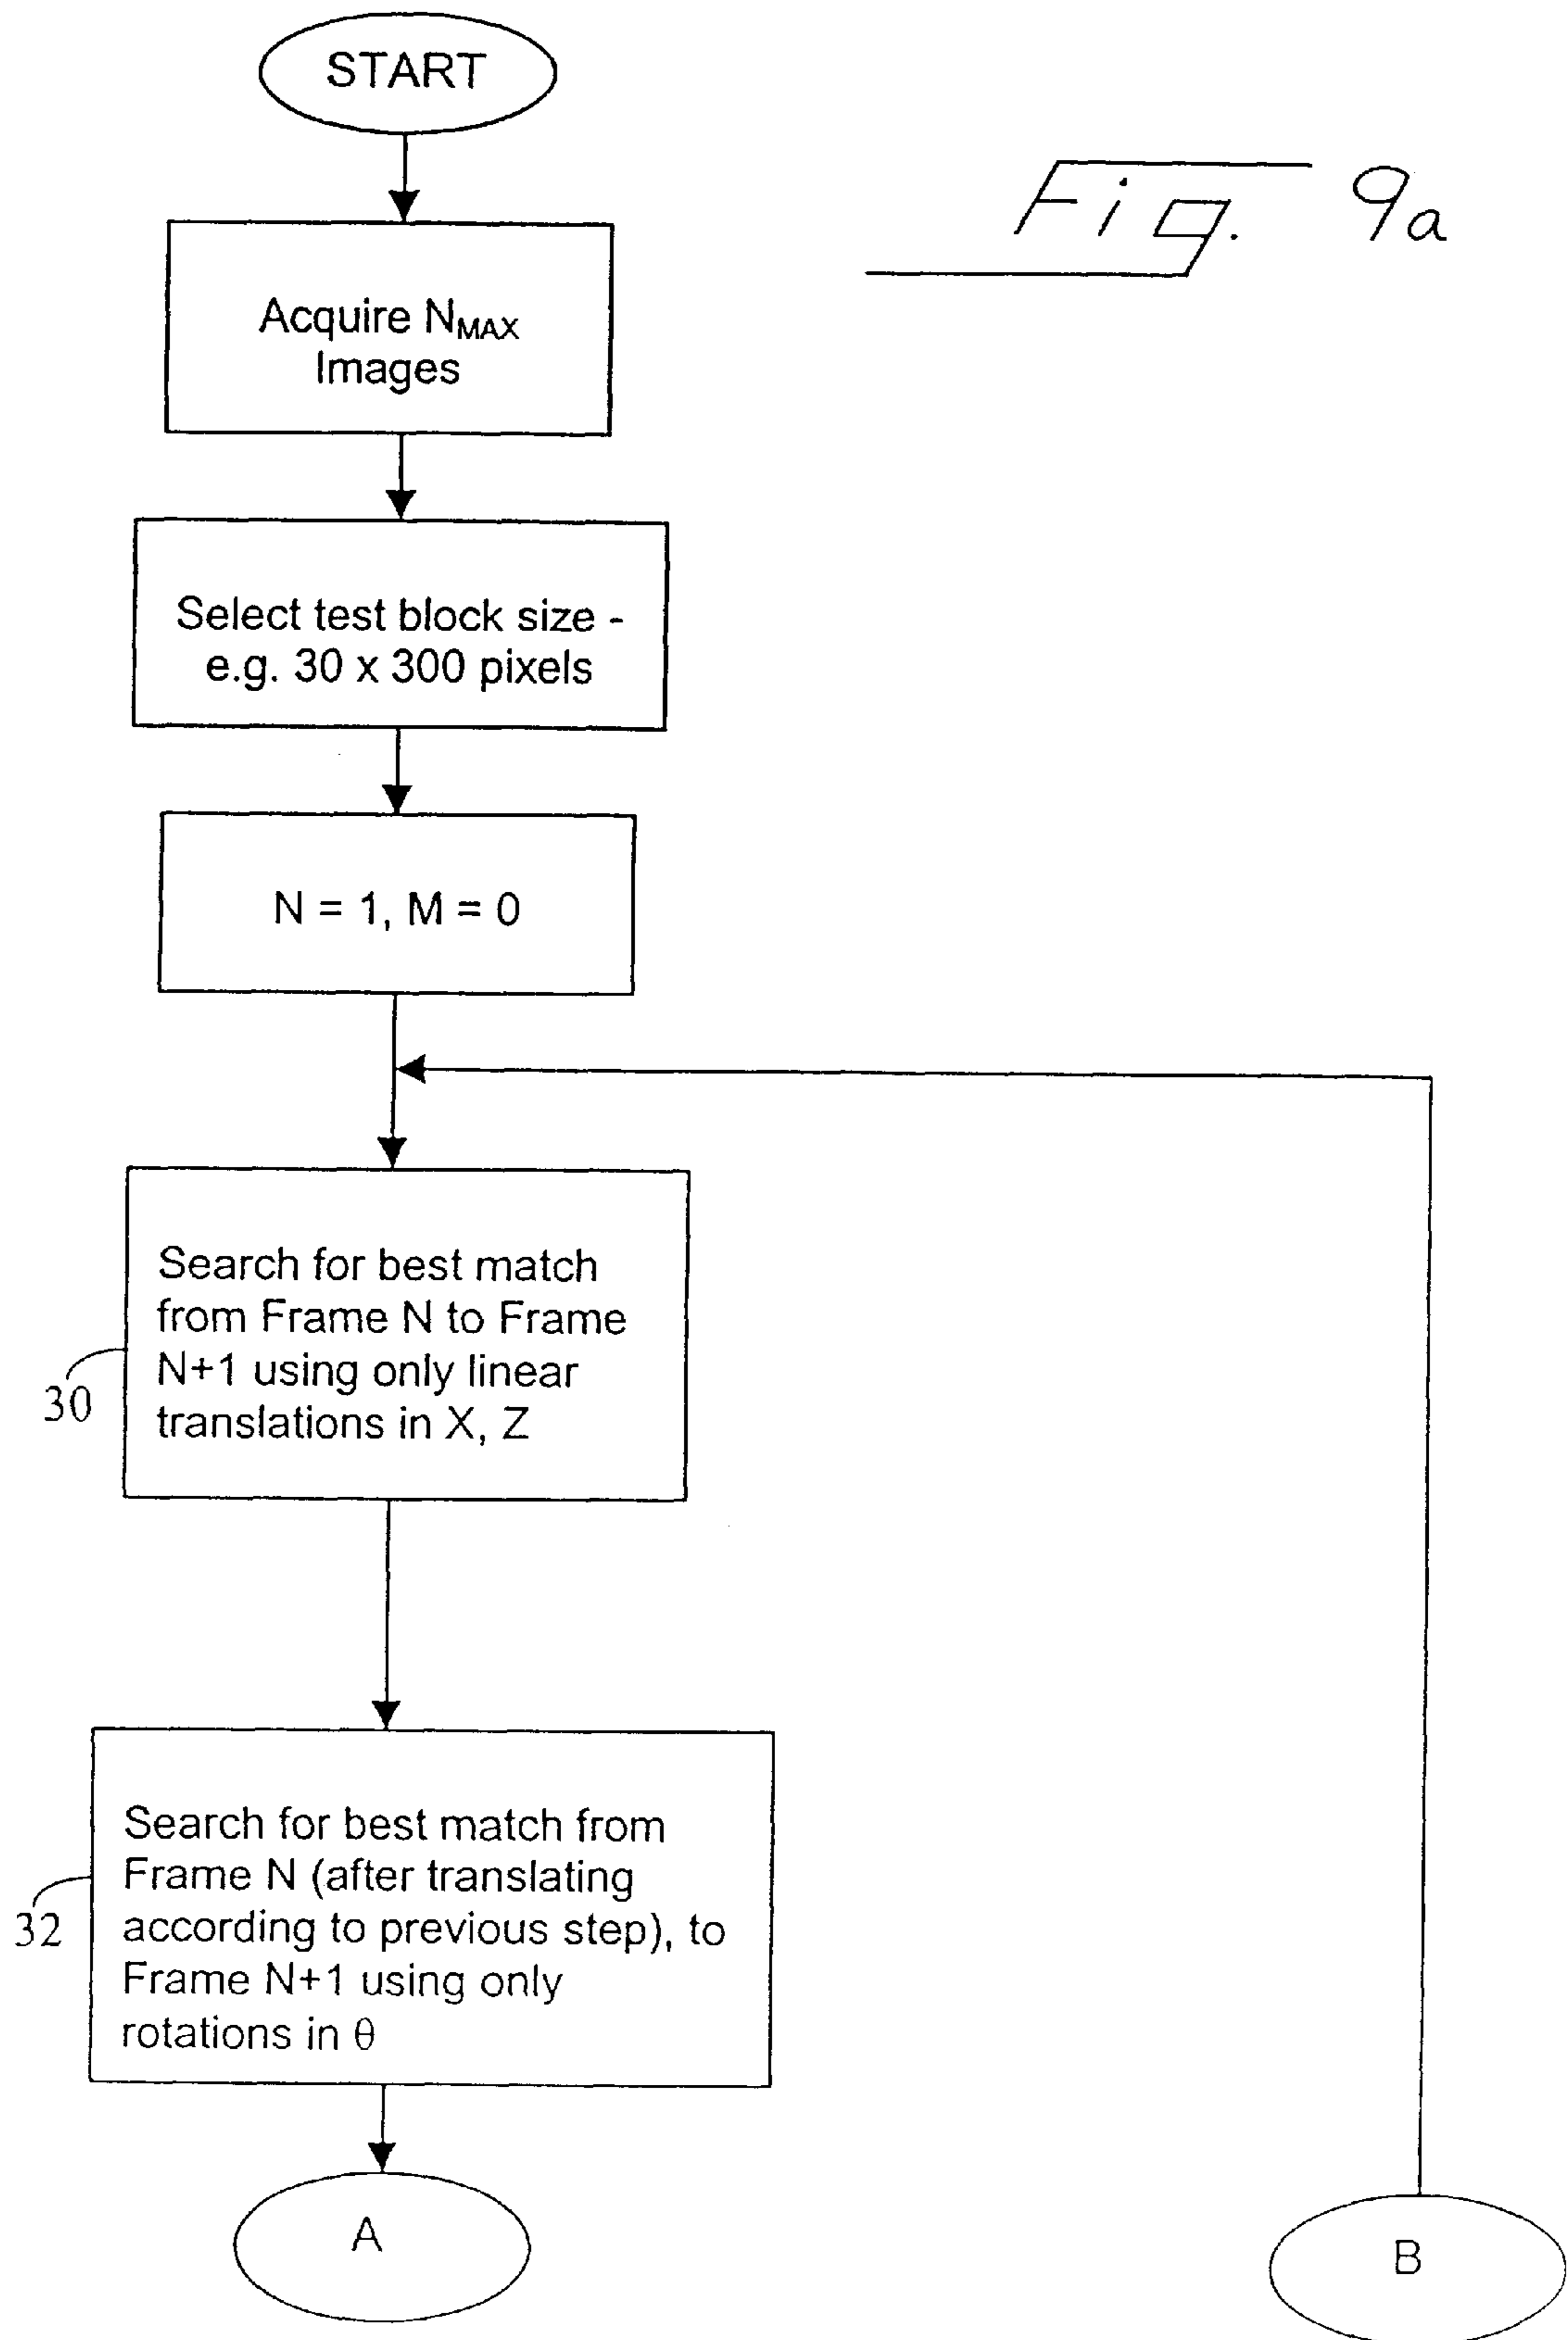 START
Fig. 9a
Acquire NMAX
Images
Select test block size -
e.g. 30 x 300 pixels
N = 1, M = 0
Search for best match
from Frame N to Frame
N+1 using only linear
translations in X, Z
30
Search for best match from
Frame N (after translating
according to previous step), to
Frame N+1 using only
rotations in θ
32
A
B